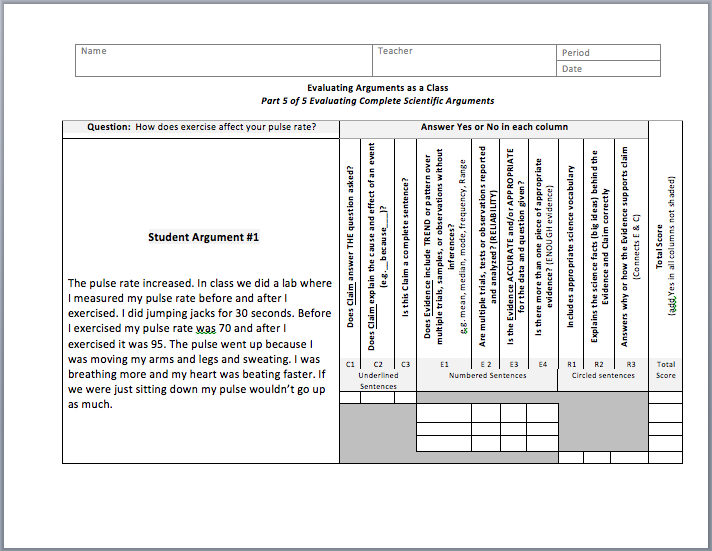 Name
Teacher
Period
Date
Evaluating Arguments as a Class
Part 5 of 5 Evaluating Complete Scientific Arguments
Question: How does exercise affect your pulse rate?
Answer Yes or No in each column
Student Argument #1
The pulse rate increased. In class we did a lab where
I measured my pulse rate before and after I
exercised. I did jumping jacks for 30 seconds. Before
I exercised my pulse rate was 70 and after I
exercised it was 95. The pulse went up because I
was moving my arms and legs and sweating. I was
breathing more and my heart was beating faster. If
we were just sitting down my pulse wouldn't go up
as much.
Does Claim answer THE question asked?
Does Claim explain the cause and effect of an event
(e.g.__because___)?
Is this Claim a complete sentence?
Does Evidence include TREND or pattern over
multiple trials, samples, or observations without
inferences?
e.g. mean, median, mode, frequency, Range
Are multiple trials, tests or observations reported
and analyzed? (RELIABILITY)
Is the Evidence ACCURATE and/or APPROPRIATE
for the data and question given?
Is there more than one piece of appropriate
evidence? (ENOUGH evidence)
Includes appropriate science vocabulary
Explains the science facts (big ideas) behind the
Evidence and Claim correctly
Answers why or how the Evidence supports claim
(Connects E & C)
Total Score
(add Yes in all columns not shaded)
C1
C2
C3
E1
E 2
E3
E4
R1
R2
R3
Total
Score
Underlined
Sentences
Numbered Sentences
Circled sentences